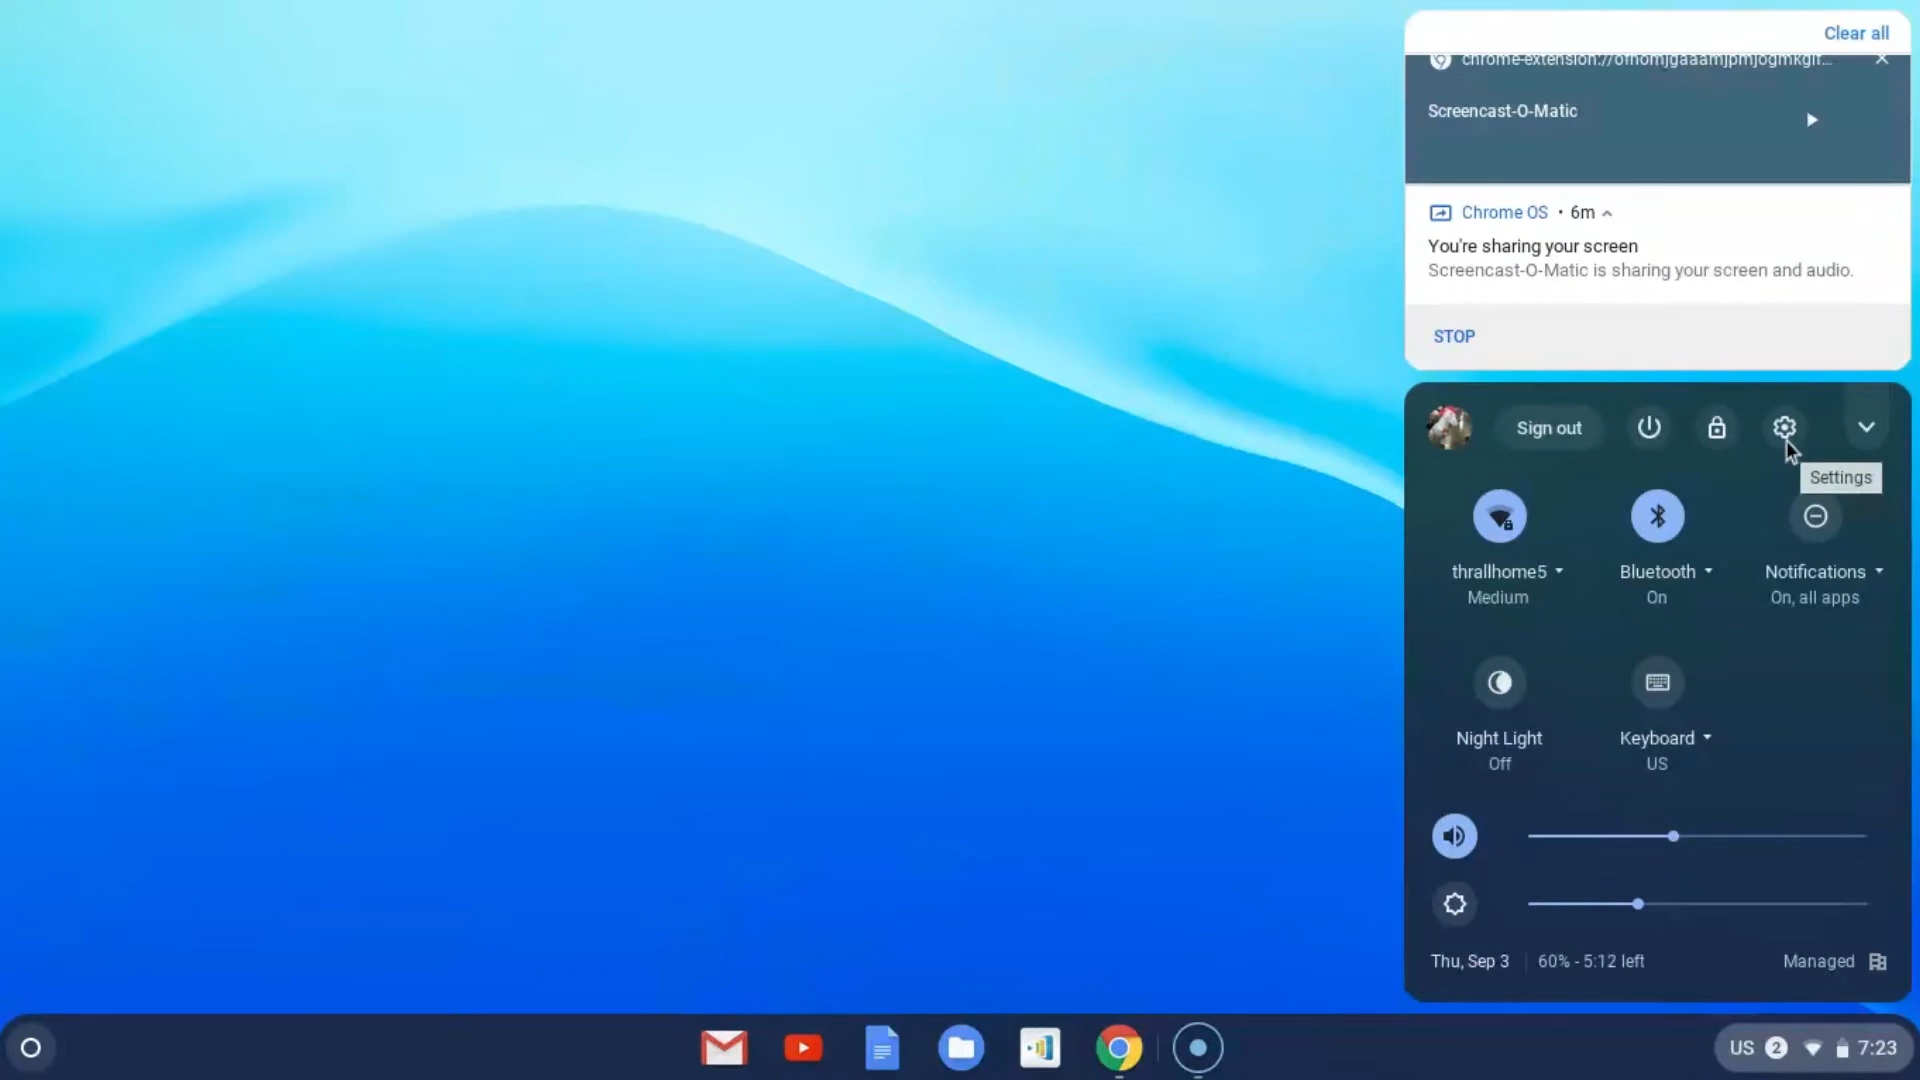 Clear all
Screencast-O-Matic
Chrome OS • 6m
You're sharing your screen
Screencast-O-Matic is sharing your screen and audio.
STOP
Sign out
Settings
thrallhome5
Medium
Bluetooth
On
Notifications
On, all apps
Night Light
Off
Keyboard
US
Thu, Sep 3
60% - 5:12 left
Managed
US 2 7:23